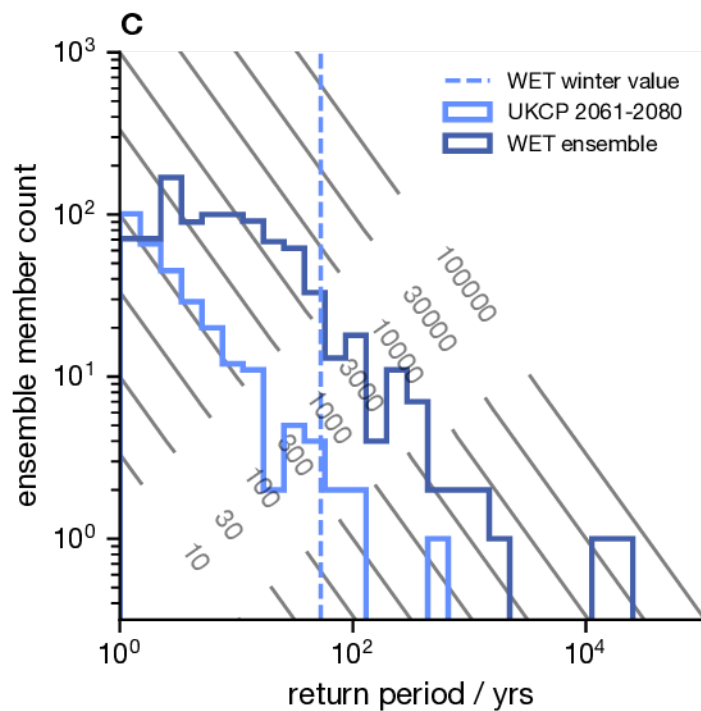 C
10³
WET winter value
UKCP 2061-2080
WET ensemble
10²
100000
30000
10000
10¹
3000
1000
300
100
30
10
10⁰
ensemble member count
10⁰
10²
10⁴
return period / yrs